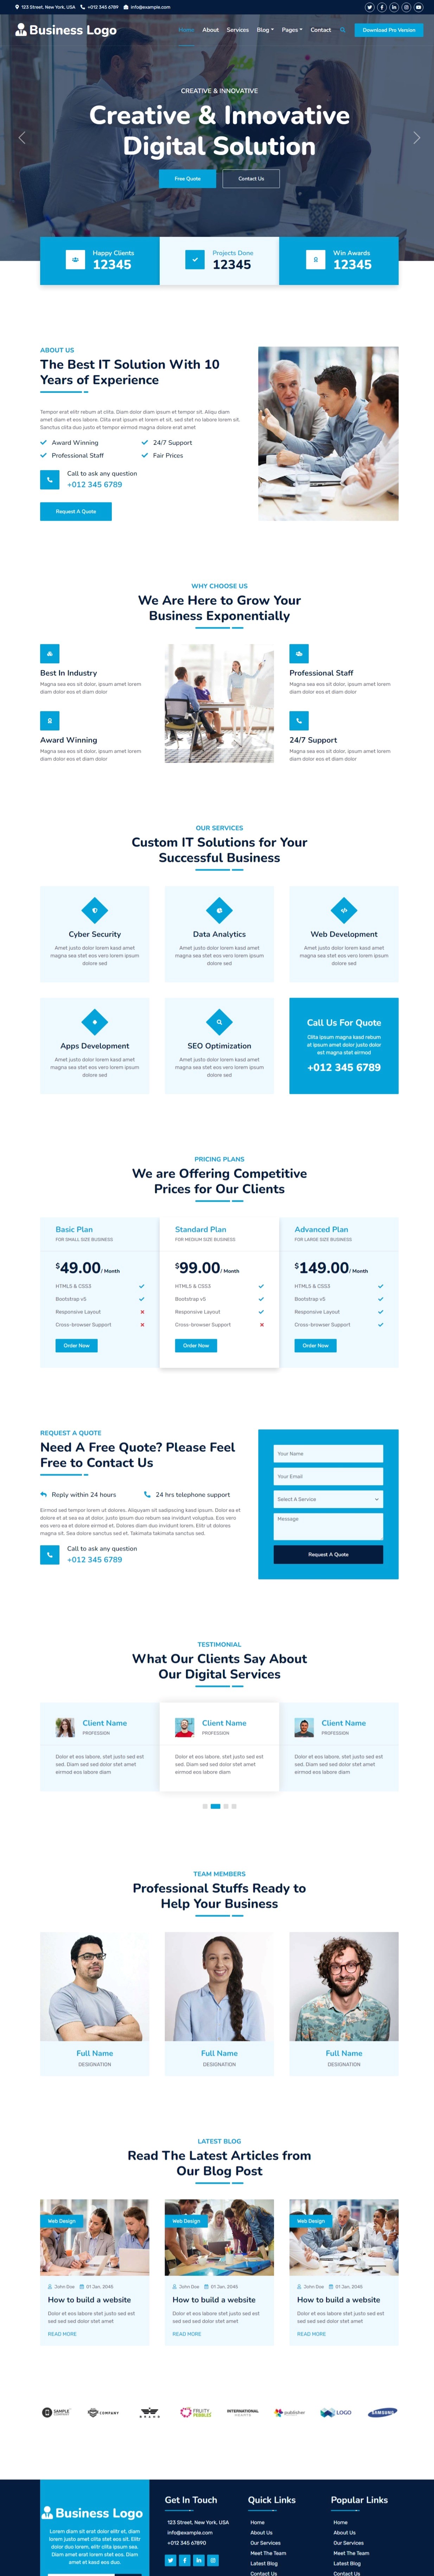 123 Street, New York, USA +012 345 6789 info@example.com
Business Logo Home About Services Blog Pages Contact Download Pro Version
CREATIVE & INNOVATIVE
Creative & Innovative
Digital Solution
Free Quote Contact Us
Happy Clients
12345
Projects Done
12345
Win Awards
12345
ABOUT US
The Best IT Solution With 10
Years of Experience
Tempor erat elitr rebum at clita. Diam dolor diam ipsum et tempor sit. Aliqu diam
amet diam et eos labore. Clita erat ipsum et lorem et sit, sed stet no labore lorem sit.
Sanctus clita duo justo et tempor eirmod magna dolore erat amet
Award Winning 24/7 Support
Professional Staff Fair Prices
Call to ask any question
+012 345 6789
Request A Quote
WHY CHOOSE US
We Are Here to Grow Your
Business Exponentially
Best In Industry
Magna sea eos sit dolor, ipsum amet lorem
diam dolor eos et diam dolor
Award Winning
Magna sea eos sit dolor, ipsum amet lorem
diam dolor eos et diam dolor
Professional Staff
Magna sea eos sit dolor, ipsum amet lorem
diam dolor eos et diam dolor
24/7 Support
Magna sea eos sit dolor, ipsum amet lorem
diam dolor eos et diam dolor
OUR SERVICES
Custom IT Solutions for Your
Successful Business
Cyber Security
Amet justo dolor lorem kasd amet
magna sea stet eos vero lorem ipsum
dolore sed
Data Analytics
Amet justo dolor lorem kasd amet
magna sea stet eos vero lorem ipsum
dolore sed
Web Development
Amet justo dolor lorem kasd amet
magna sea stet eos vero lorem ipsum
dolore sed
Apps Development
Amet justo dolor lorem kasd amet
magna sea stet eos vero lorem ipsum
dolore sed
SEO Optimization
Amet justo dolor lorem kasd amet
magna sea stet eos vero lorem ipsum
dolore sed
Call Us For Quote
Clita ipsum magna kasd rebum
at ipsum amet dolor justo dolor
est magna stet eirmod
+012 345 6789
PRICING PLANS
We are Offering Competitive
Prices for Our Clients
Basic Plan
FOR SMALL SIZE BUSINESS
$49.00/ Month
HTML5 & CSS3
Bootstrap v5
Responsive Layout
Cross-browser Support
Order Now
Standard Plan
FOR MEDIUM SIZE BUSINESS
$99.00/ Month
HTML5 & CSS3
Bootstrap v5
Responsive Layout
Cross-browser Support
Order Now
Advanced Plan
FOR LARGE SIZE BUSINESS
$149.00/ Month
HTML5 & CSS3
Bootstrap v5
Responsive Layout
Cross-browser Support
Order Now
REQUEST A QUOTE
Need A Free Quote? Please Feel
Free to Contact Us
Reply within 24 hours 24 hrs telephone support
Eirmod sed tempor lorem ut dolores. Aliquyam sit sadipscing kasd ipsum. Dolor ea et
dolore et at sea ea at dolor, justo ipsum duo rebum sea invidunt voluptua. Eos vero
eos vero ea et dolore eirmod et. Dolores diam duo invidunt lorem. Elitr ut dolores
magna sit. Sea dolore sanctus sed et. Takimata takimata sanctus sed.
Call to ask any question
+012 345 6789
Your Name
Your Email
Select A Service
Message
Request A Quote
TESTIMONIAL
What Our Clients Say About
Our Digital Services
Client Name
PROFESSION
Dolor et eos labore, stet justo sed est
sed. Diam sed sed dolor stet amet
eirmod eos labore diam
Client Name
PROFESSION
Dolor et eos labore, stet justo sed est
sed. Diam sed sed dolor stet amet
eirmod eos labore diam
Client Name
PROFESSION
Dolor et eos labore, stet justo sed est
sed. Diam sed sed dolor stet amet
eirmod eos labore diam
TEAM MEMBERS
Professional Stuffs Ready to
Help Your Business
Full Name
DESIGNATION
Full Name
DESIGNATION
Full Name
DESIGNATION
LATEST BLOG
Read The Latest Articles from
Our Blog Post
Web Design
John Doe 01 Jan, 2045
How to build a website
Dolor et eos labore stet justo sed est
sed sed sed dolor stet amet
READ MORE
Web Design
John Doe 01 Jan, 2045
How to build a website
Dolor et eos labore stet justo sed est
sed sed sed dolor stet amet
READ MORE
Web Design
John Doe 01 Jan, 2045
How to build a website
Dolor et eos labore stet justo sed est
sed sed sed dolor stet amet
READ MORE
SAMPLE
COMPANY
BRAND
FRUITY
PEBBLEZ
INTERNATIONAL
publisher
LOGO
SAMSUNG
Business Logo
Lorem diam sit erat dolor elitr et, diam
lorem justo amet clita stet eos sit. Elitr
dolor duo lorem, elitr clita ipsum sea.
Diam amet erat lorem stet eos. Diam
amet et kasd eos duo.
Get In Touch
123 Street, New York, USA
info@example.com
+012 345 67890
Quick Links
Home
About Us
Our Services
Meet The Team
Latest Blog
Contact Us
Popular Links
Home
About Us
Our Services
Meet The Team
Latest Blog
Contact Us